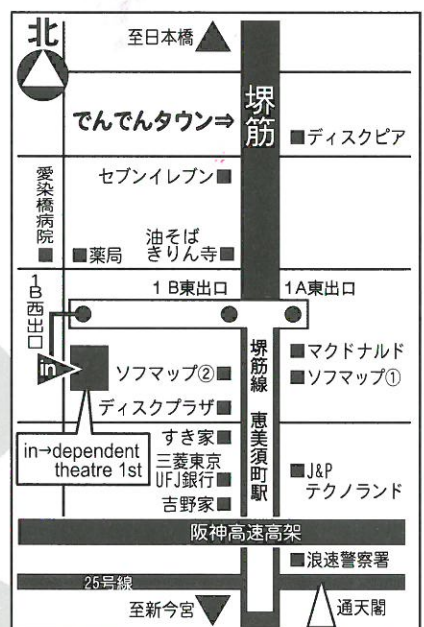 北
至日本橋
堺筋
でんでんタウン⇒
ディスクピア
セブンイレブン
愛染橋病院
薬局
油そば
きりん寺
1B西出口
1B東出口
1A東出口
in
堺筋線 恵美須町駅
マクドナルド
ソフマップ②
ソフマップ①
ディスクプラザ
in→dependent
theatre 1st
すき家
三菱東京
UFJ銀行
吉野家
J&P
テクノランド
阪神高速高架
浪速警察署
25号線
至新今宮
通天閣